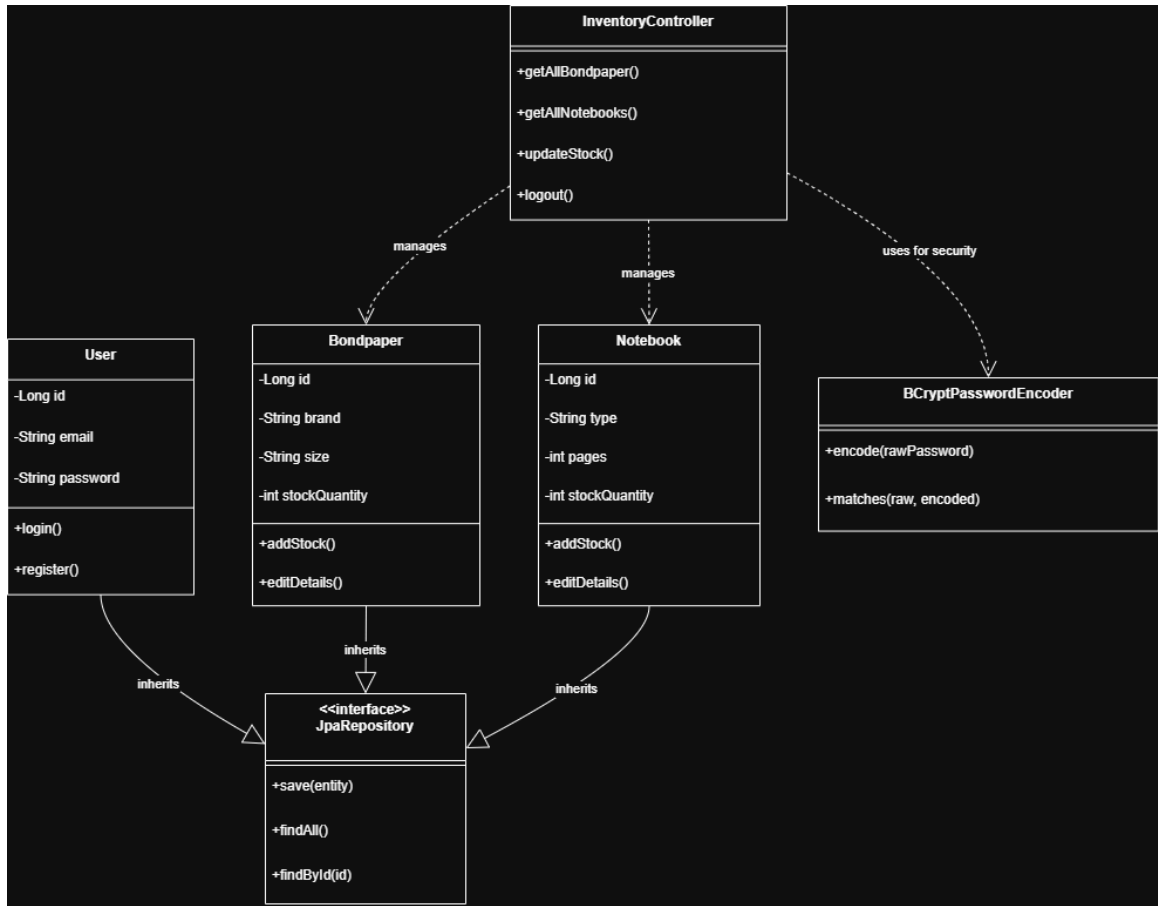 InventoryController
+getAllBondpaper()
+getAllNotebooks()
+updateStock()
+logout()
manages
manages
uses for security
User
-Long id
-String email
-String password
+login()
+register()
Bondpaper
-Long id
-String brand
-String size
-int stockQuantity
+addStock()
+editDetails()
Notebook
-Long id
-String type
-int pages
-int stockQuantity
+addStock()
+editDetails()
BCryptPasswordEncoder
+encode(rawPassword)
+matches(raw, encoded)
inherits
inherits
inherits
<<interface>>
JpaRepository
+save(entity)
+findAll()
+findById(id)